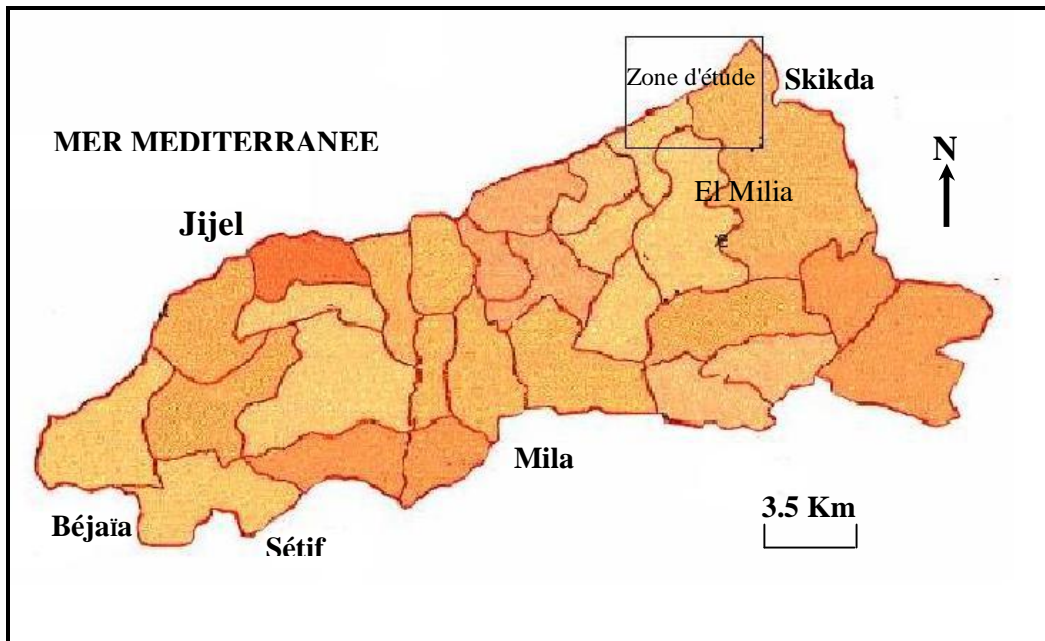 Zone d'étude
Skikda
MER MEDITERRANEE
N
El Milia
Jijel
Mila
3.5 Km
Béjaïa
Sétif